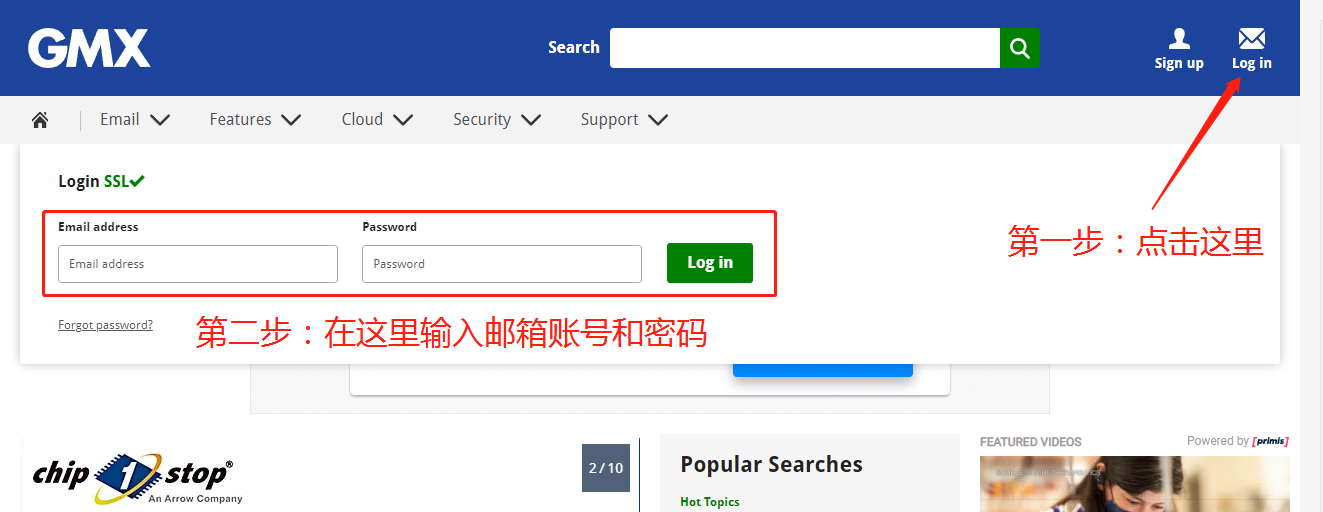 GMX
Search
Sign up
Log in
Email
Features
Cloud
Security
Support
Login SSL
Email address
Password
Email address
Password
Log in
第一步：点击这里
Forgot password?
第二步：在这里输入邮箱账号和密码
chip 1 stop®
An Arrow Company
2 / 10
Popular Searches
Hot Topics
FEATURED VIDEOS
Powered by [primis]